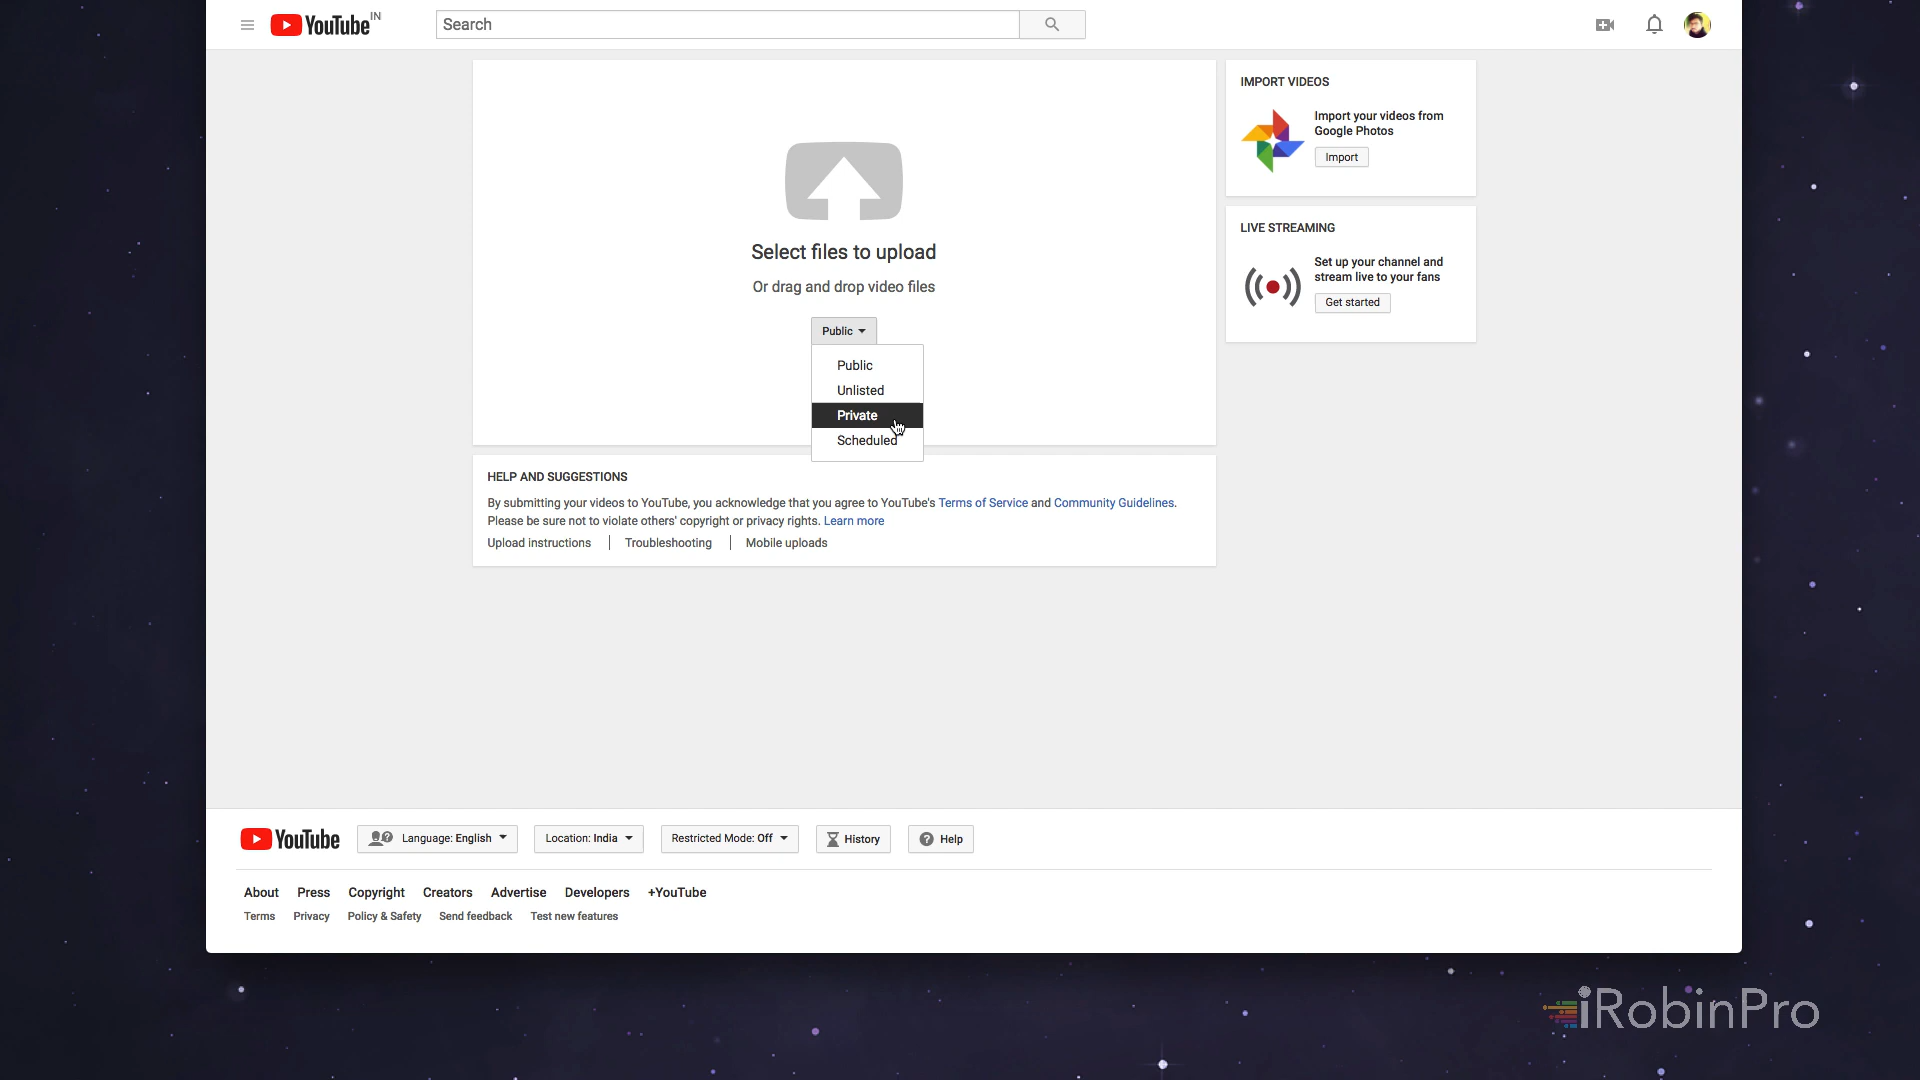 YouTube IN
Search
Select files to upload
Or drag and drop video files
Public
Public
Unlisted
Private
Scheduled
IMPORT VIDEOS
Import your videos from
Google Photos
Import
LIVE STREAMING
Set up your channel and
stream live to your fans
Get started
HELP AND SUGGESTIONS
By submitting your videos to YouTube, you acknowledge that you agree to YouTube's Terms of Service and Community Guidelines.
Please be sure not to violate others' copyright or privacy rights. Learn more
Upload instructions Troubleshooting Mobile uploads
YouTube Language: English Location: India Restricted Mode: Off History Help
About Press Copyright Creators Advertise Developers +YouTube
Terms Privacy Policy & Safety Send feedback Test new features
iRobinPro